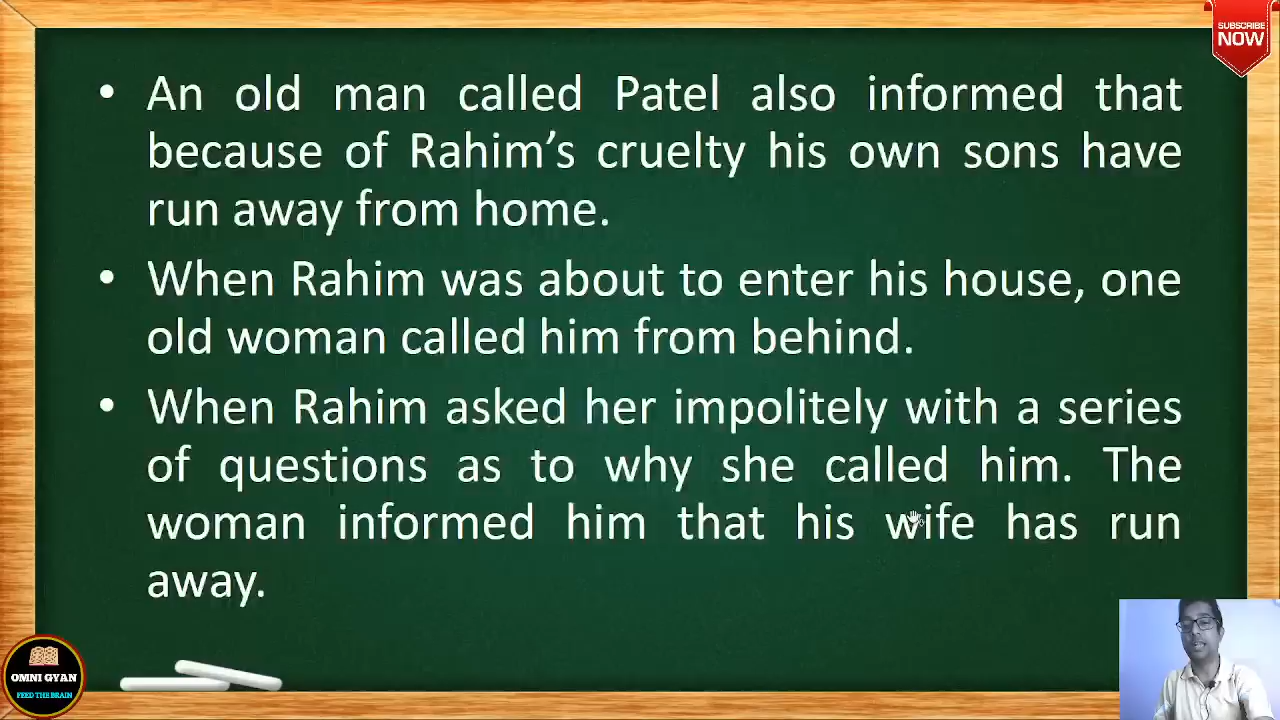 SUBSCRIBE
NOW
• An old man called Patel also informed that
because of Rahim’s cruelty his own sons have
run away from home.
• When Rahim was about to enter his house, one
old woman called him from behind.
• When Rahim asked her impolitely with a series
of questions as to why she called him. The
woman informed him that his wife has run
away.
OMNI GYAN
FEED THE BRAIN